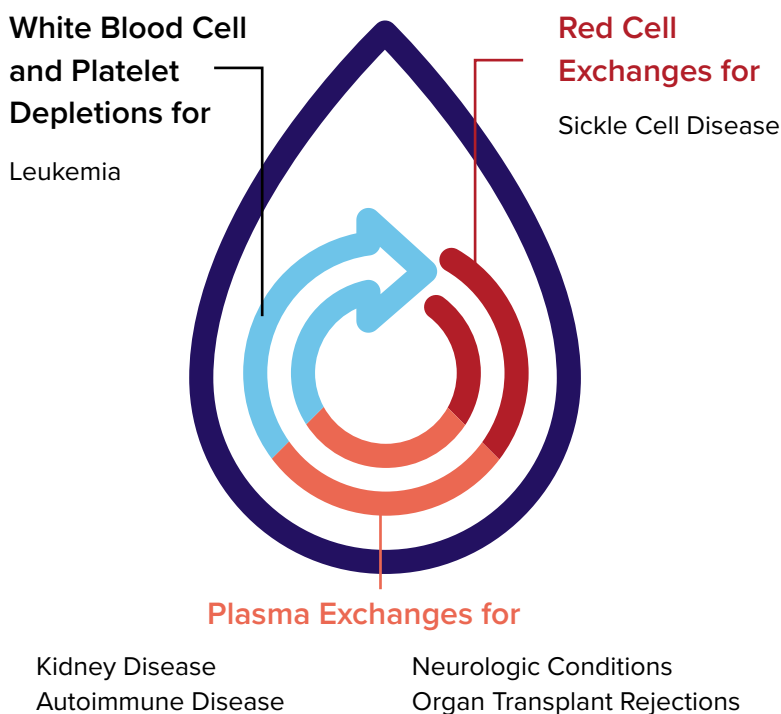 White Blood Cell
and Platelet
Depletions for
Leukemia
Red Cell
Exchanges for
Sickle Cell Disease
Plasma Exchanges for
Kidney Disease
Autoimmune Disease
Neurologic Conditions
Organ Transplant Rejections